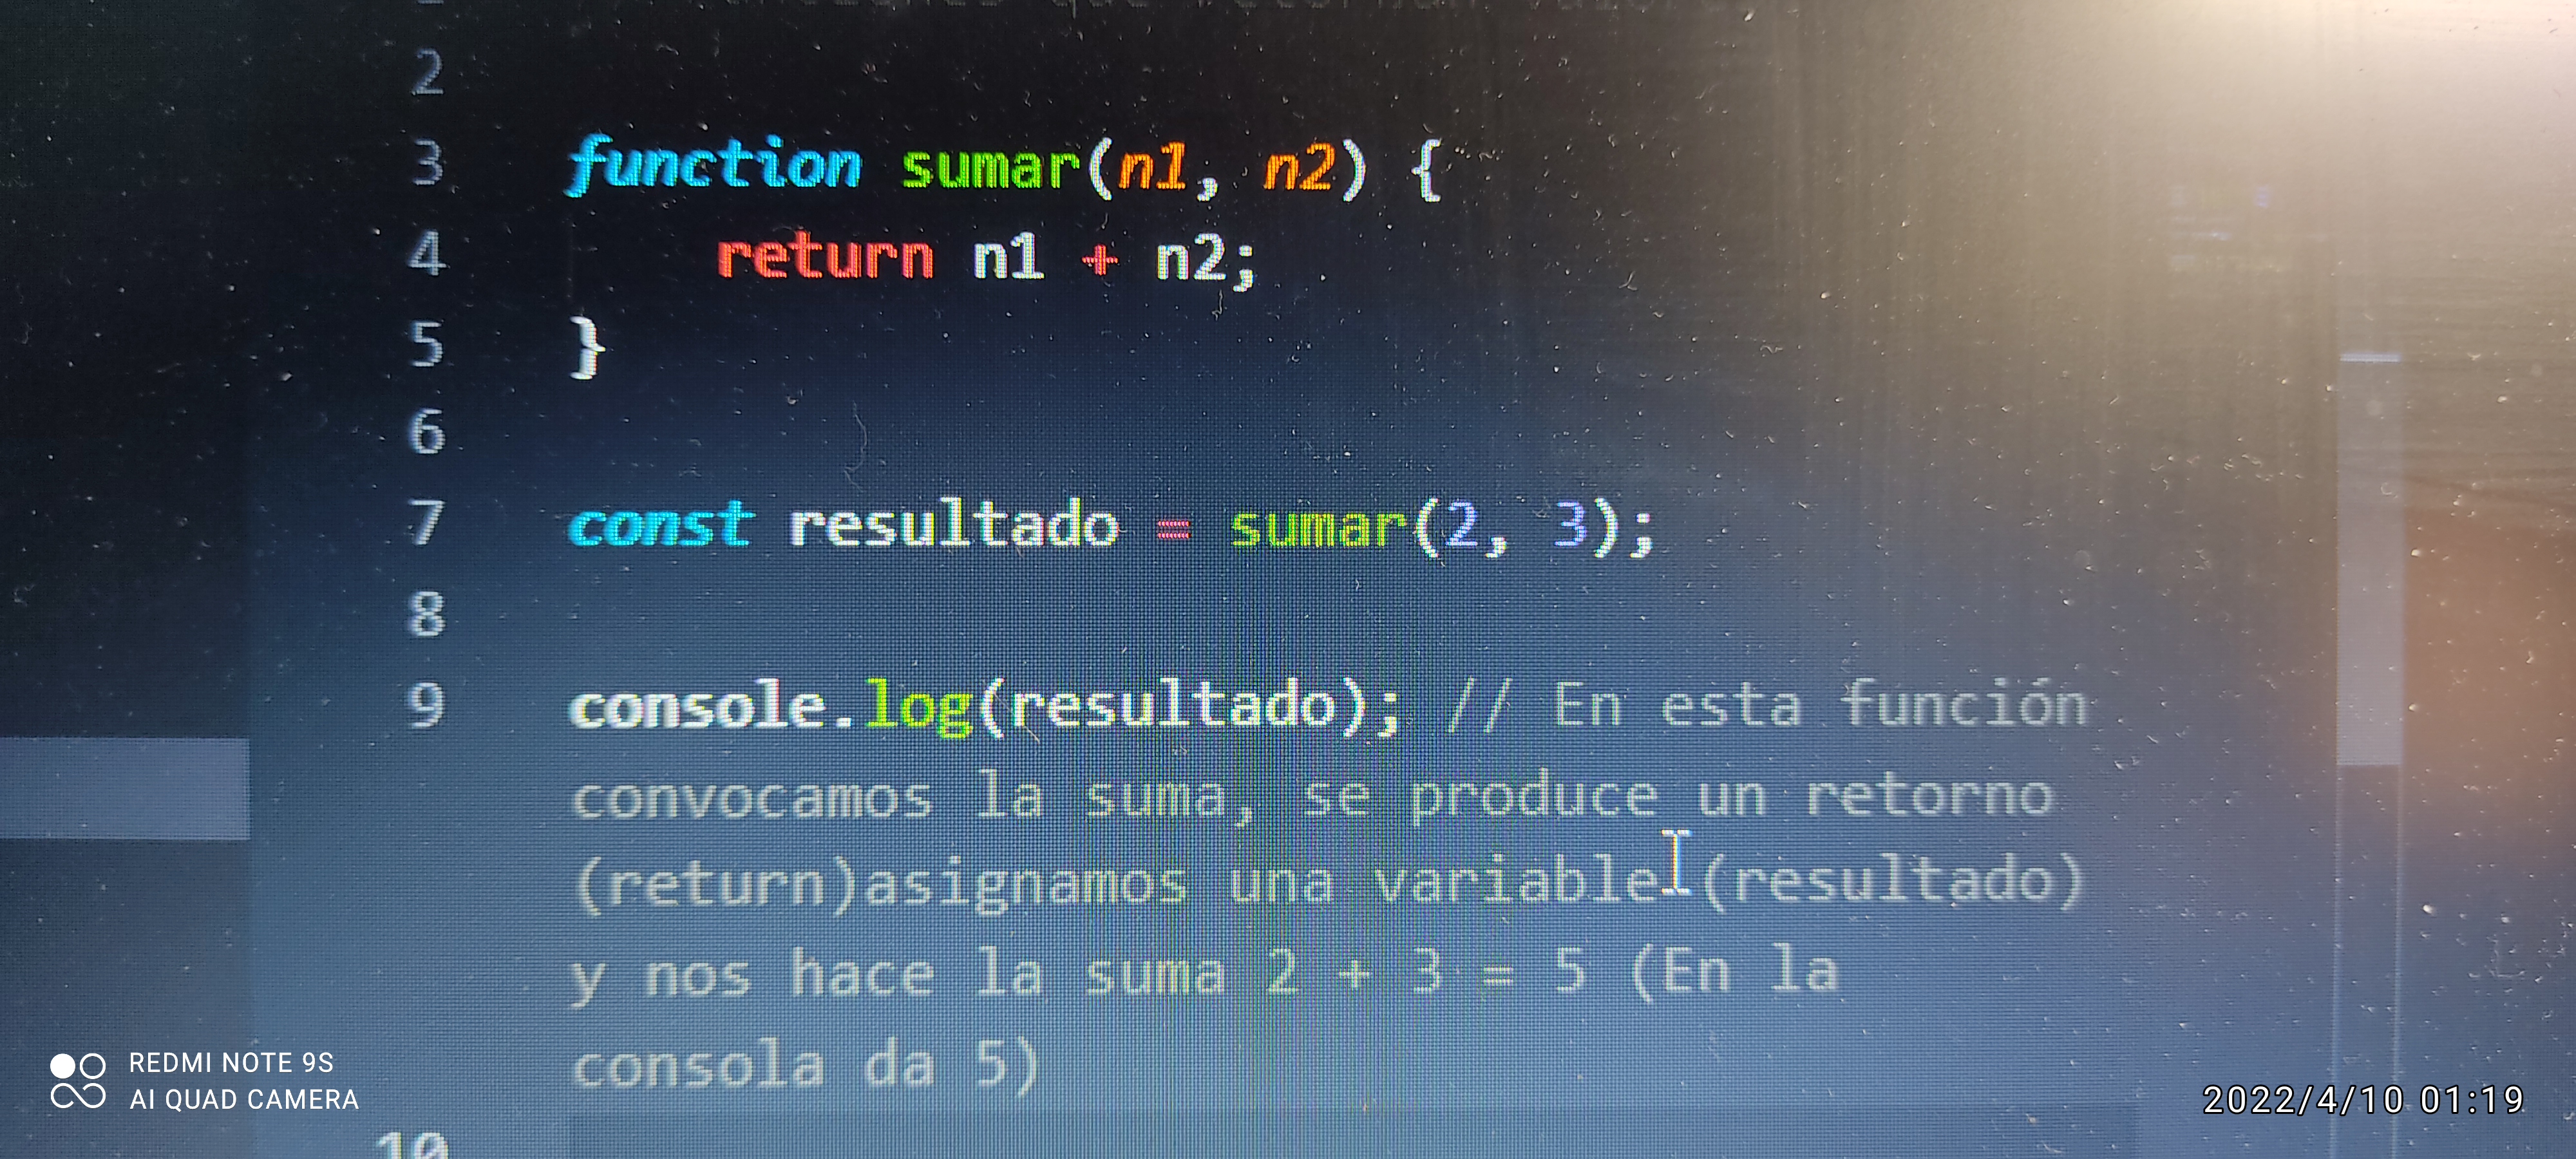 2
3 function sumar(n1, n2) {
4 return n1 + n2;
5 }
6
7 const resultado = sumar(2, 3);
8
9 console.log(resultado); // En esta función
convocamos la suma, se produce un retorno
(return)asignamos una variable (resultado)
y nos hace la suma 2 + 3 = 5 (En la
consola da 5)
10
REDMI NOTE 9S
AI QUAD CAMERA
2022/4/10 01:19